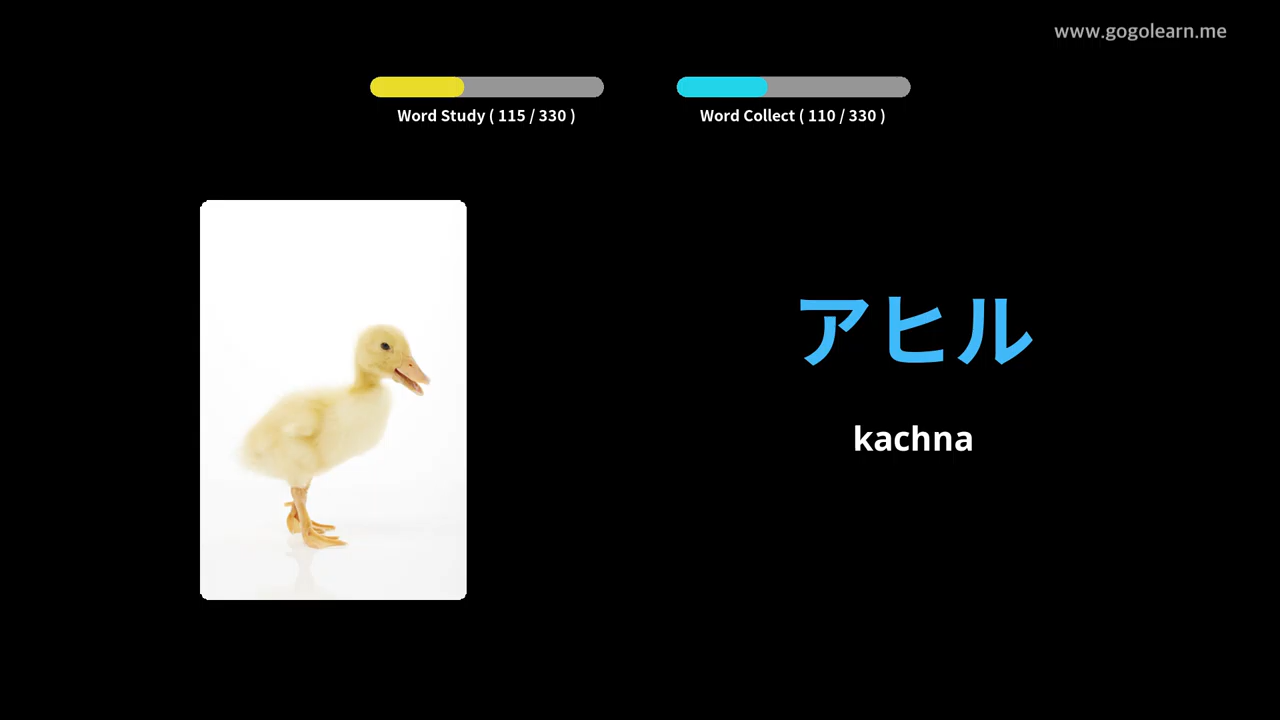 www.gogolearn.me
Word Study ( 115 / 330 )
Word Collect ( 110 / 330 )
アヒル
kachna